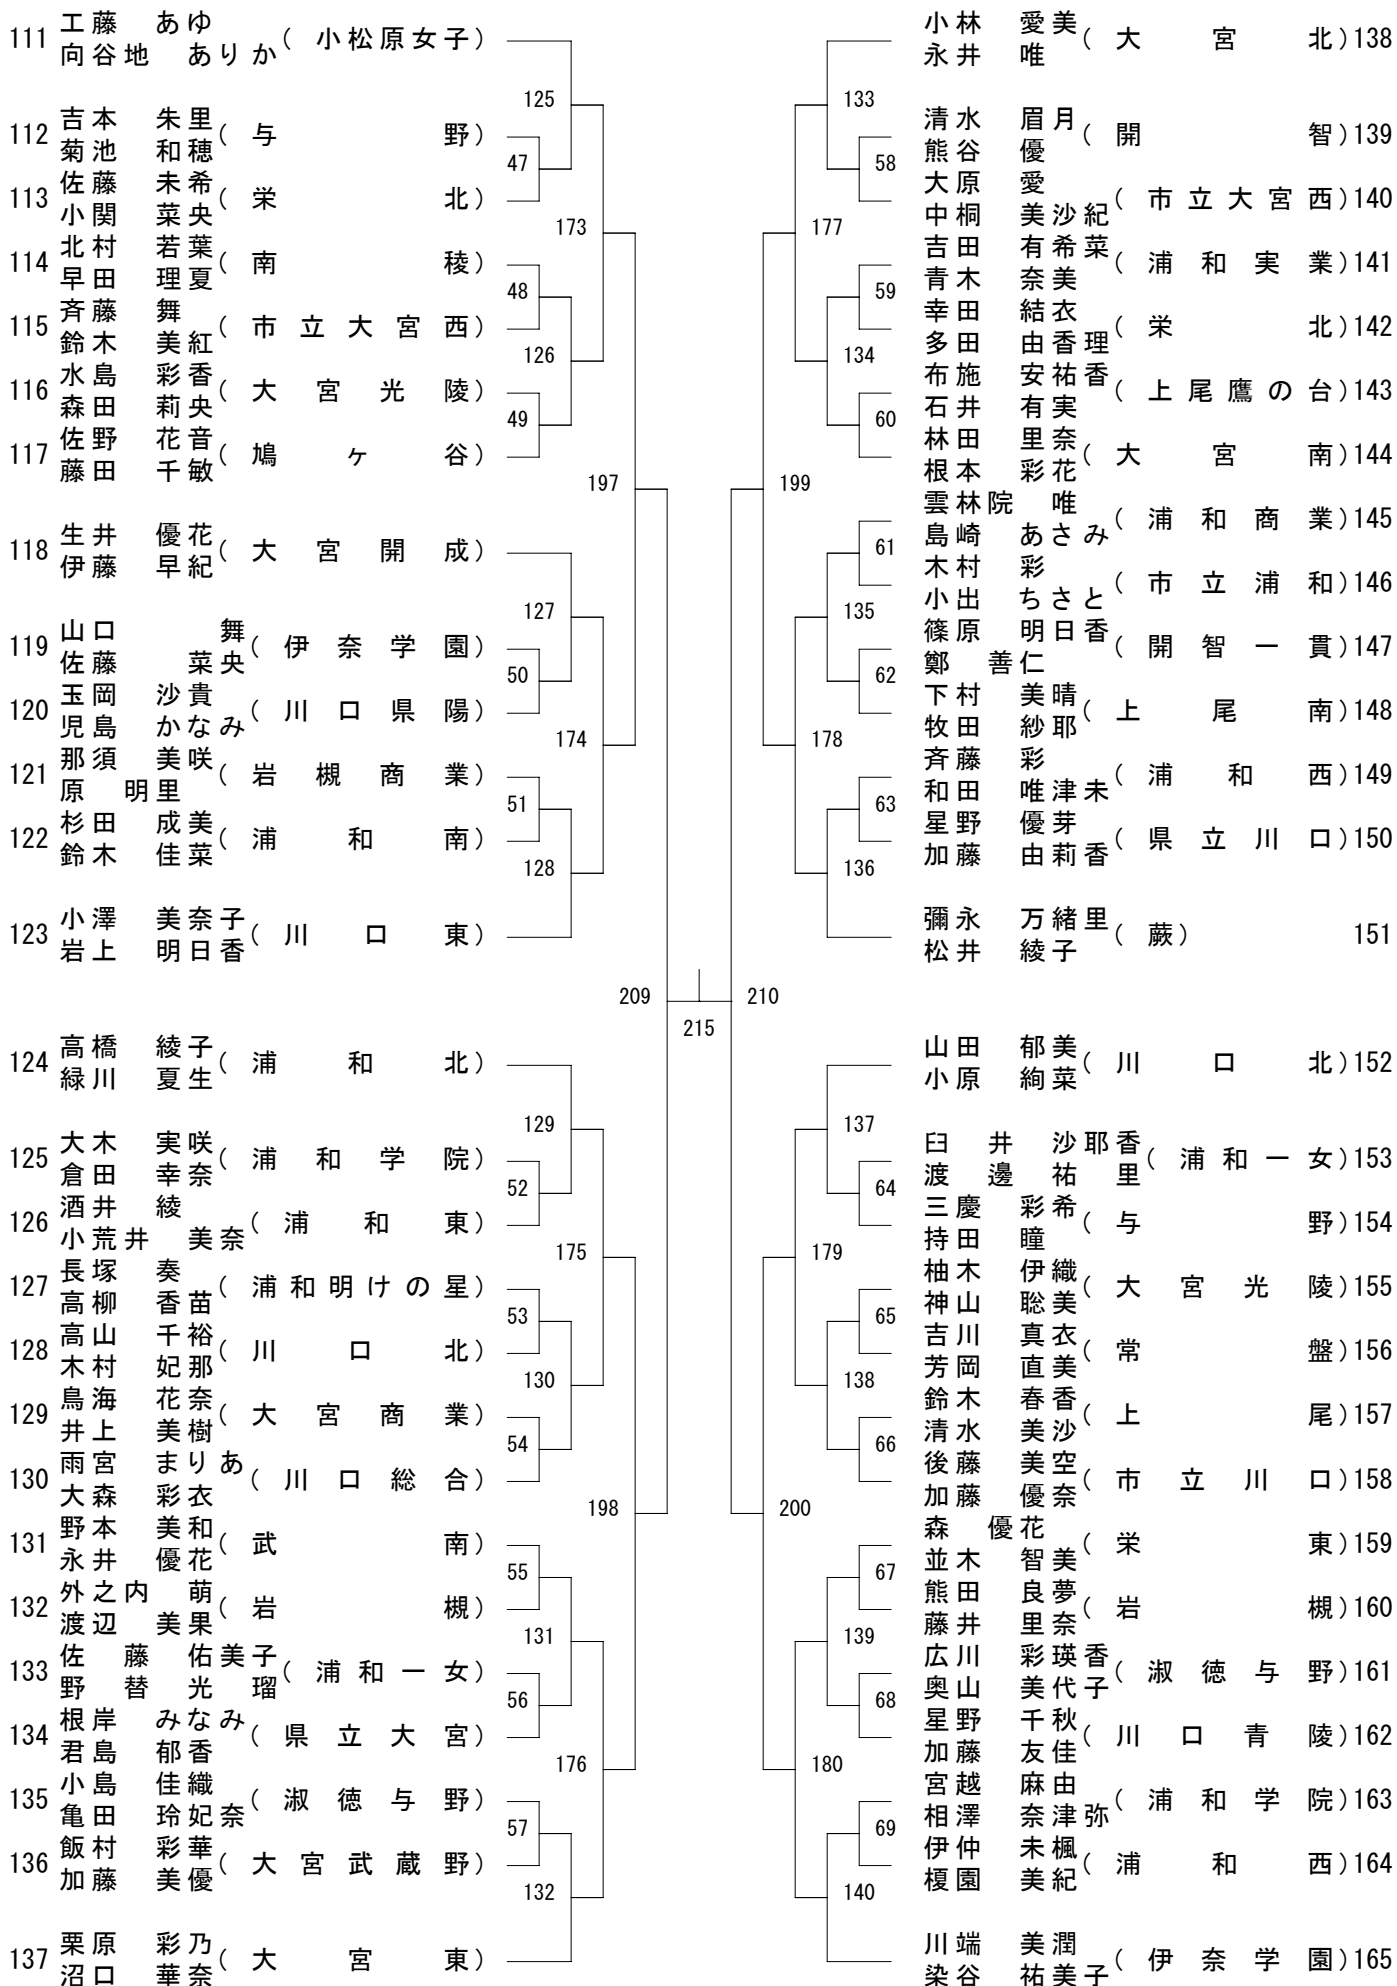 工藤 あゆ
111 (小松原女子)
向谷地 ありか
125
吉本 朱里
112 (与野)
菊池 和穂
47
佐藤 未希
113 (栄北)
小関 菜央
173
北村 若葉
114 (南稜)
早田 理夏
48
斉藤 舞
115 (市立大宮西)
鈴木 美紅
126
水島 彩香
116 (大宮光陵)
森田 莉央
49
佐野 花音
117 (鳩ヶ谷)
藤田 千敏
197
生井 優花
118 (大宮開成)
伊藤 早紀
127
山口 舞
119 (伊奈学園)
佐藤 菜央
50
玉岡 沙貴
120 (川口県陽)
児島 かなみ
174
那須 美咲
121 (岩槻商業)
原 明里
51
杉田 成美
122 (浦和南)
鈴木 佳菜
128
小澤 美奈子
123 (川口東)
岩上 明日香
209
215
高橋 綾子
124 (浦和北)
緑川 夏生
129
大木 実咲
125 (浦和学院)
倉田 幸奈
52
酒井 綾
126 (浦和東)
小荒井 美奈
175
長塚 奏
127 (浦和明けの星)
高柳 香苗
53
高山 千裕
128 (川口北)
木村 妃那
130
鳥海 花奈
129 (大宮商業)
井上 美樹
54
雨宮 まりあ
130 (川口総合)
大森 彩衣
198
野本 美和
131 (武南)
永井 優花
55
外之内 萌
132 (岩槻)
渡辺 美果
131
佐藤 佑美子
133 (浦和一女)
野替 光瑠
56
根岸 みなみ
134 (県立大宮)
君島 郁香
176
小島 佳織
135 (淑徳与野)
亀田 玲妃奈
57
飯村 彩華
136 (大宮武蔵野)
加藤 美優
132
栗原 彩乃
137 (大宮東)
沼口 華奈
小林 愛美
(大宮北)138
永井 唯
133
清水 眉月
(開智)139
熊谷 優
58
大原 愛
(市立大宮西)140
中桐 美沙紀
177
吉田 有希菜
(浦和実業)141
青木 奈美
59
幸田 結衣
(栄北)142
多田 由香理
134
布施 安祐香
(上尾鷹の台)143
石井 有実
60
林田 里奈
(大宮南)144
根本 彩花
199
雲林院 唯
(浦和商業)145
島崎 あさみ
61
木村 彩
(市立浦和)146
小出 ちさと
135
篠原 明日香
(開智一貫)147
鄭 善仁
62
下村 美晴
(上尾南)148
牧田 紗耶
178
斉藤 彩
(浦和西)149
和田 唯津未
63
星野 優芽
(県立川口)150
加藤 由莉香
136
彌永 万緒里
(蕨) 151
松井 綾子
210
山田 郁美
(川口北)152
小原 絢菜
137
臼井 沙耶香
(浦和一女)153
渡邊 祐里
64
三慶 彩希
(与野)154
持田 瞳
179
柚木 伊織
(大宮光陵)155
神山 聡美
65
吉川 真衣
(常盤)156
芳岡 直美
138
鈴木 春香
(上尾)157
清水 美沙
66
後藤 美空
(市立川口)158
加藤 優奈
200
森 優花
(栄東)159
並木 智美
67
熊田 良夢
(岩槻)160
藤井 里奈
139
広川 彩瑛香
(淑徳与野)161
奥山 美代子
68
星野 千秋
(川口青陵)162
加藤 友佳
180
宮越 麻由
(浦和学院)163
相澤 奈津弥
69
伊仲 未楓
(浦和西)164
榎園 美紀
140
川端 美潤
(伊奈学園)165
染谷 祐美子